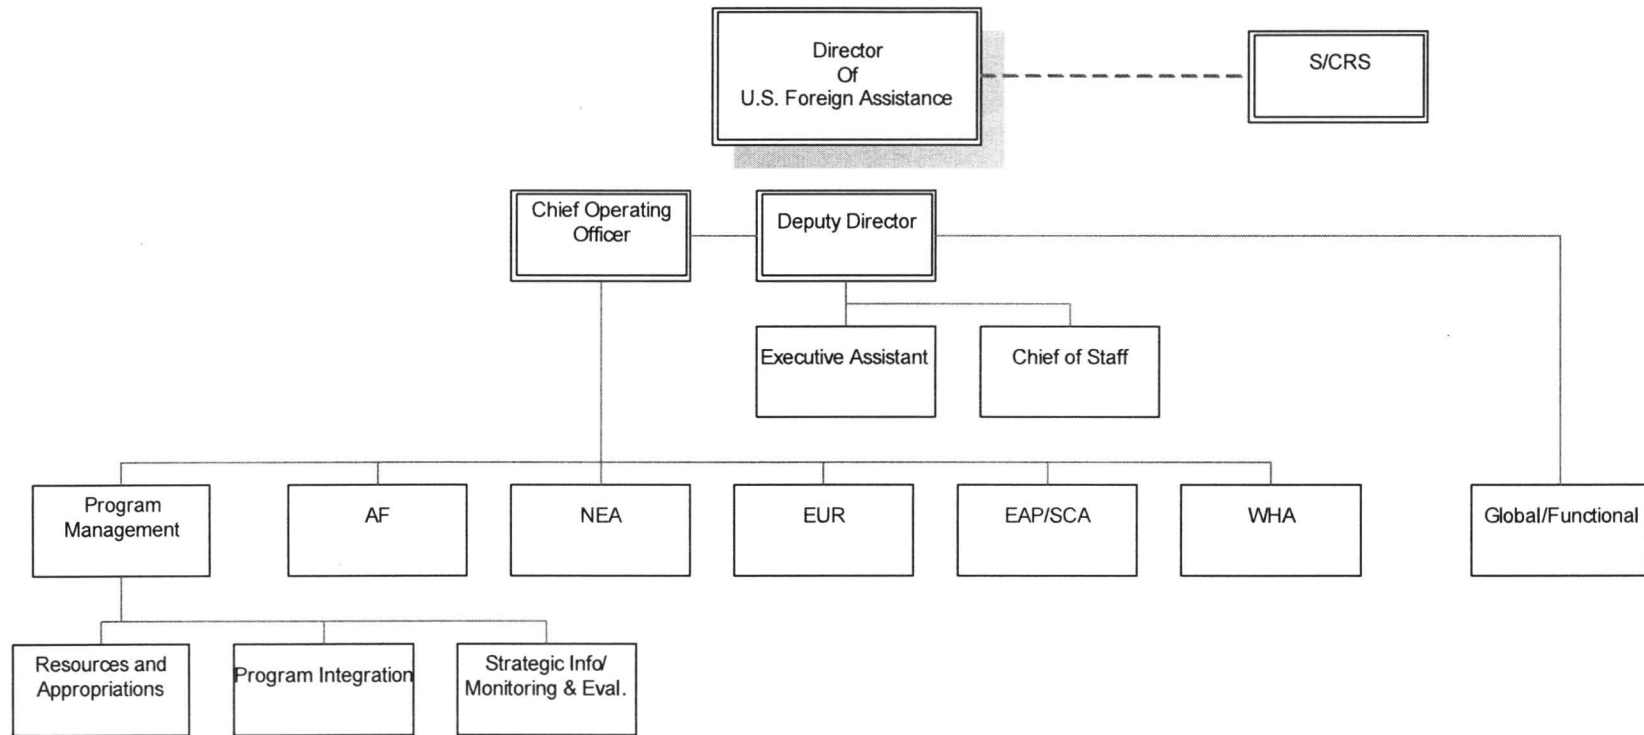 Director
Of
U.S. Foreign Assistance
S/CRS
Chief Operating
Officer
Deputy Director
Executive Assistant
Chief of Staff
Program
Management
AF
NEA
EUR
EAP/SCA
WHA
Global/Functional
Resources and
Appropriations
Program Integration
Strategic Info/
Monitoring & Eval.